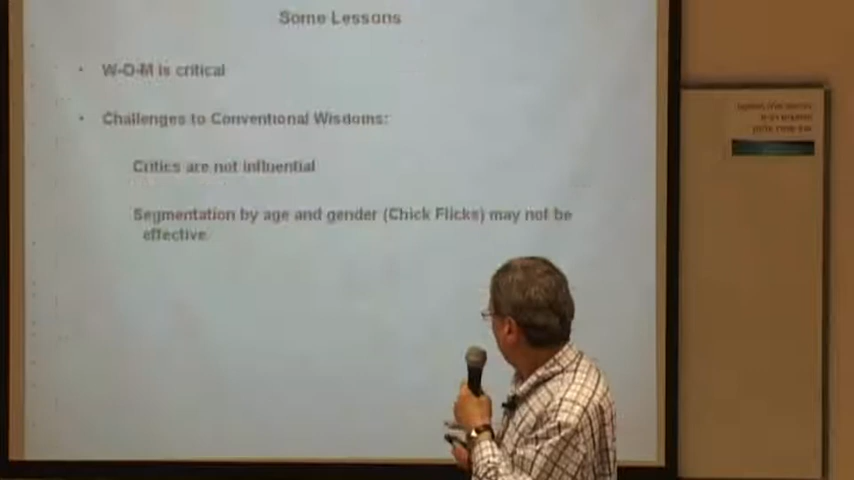 Some Lessons
• W-O-M is critical
• Challenges to Conventional Wisdoms:
Critics are not influential
Segmentation by age and gender (Chick Flicks) may not be
effective.